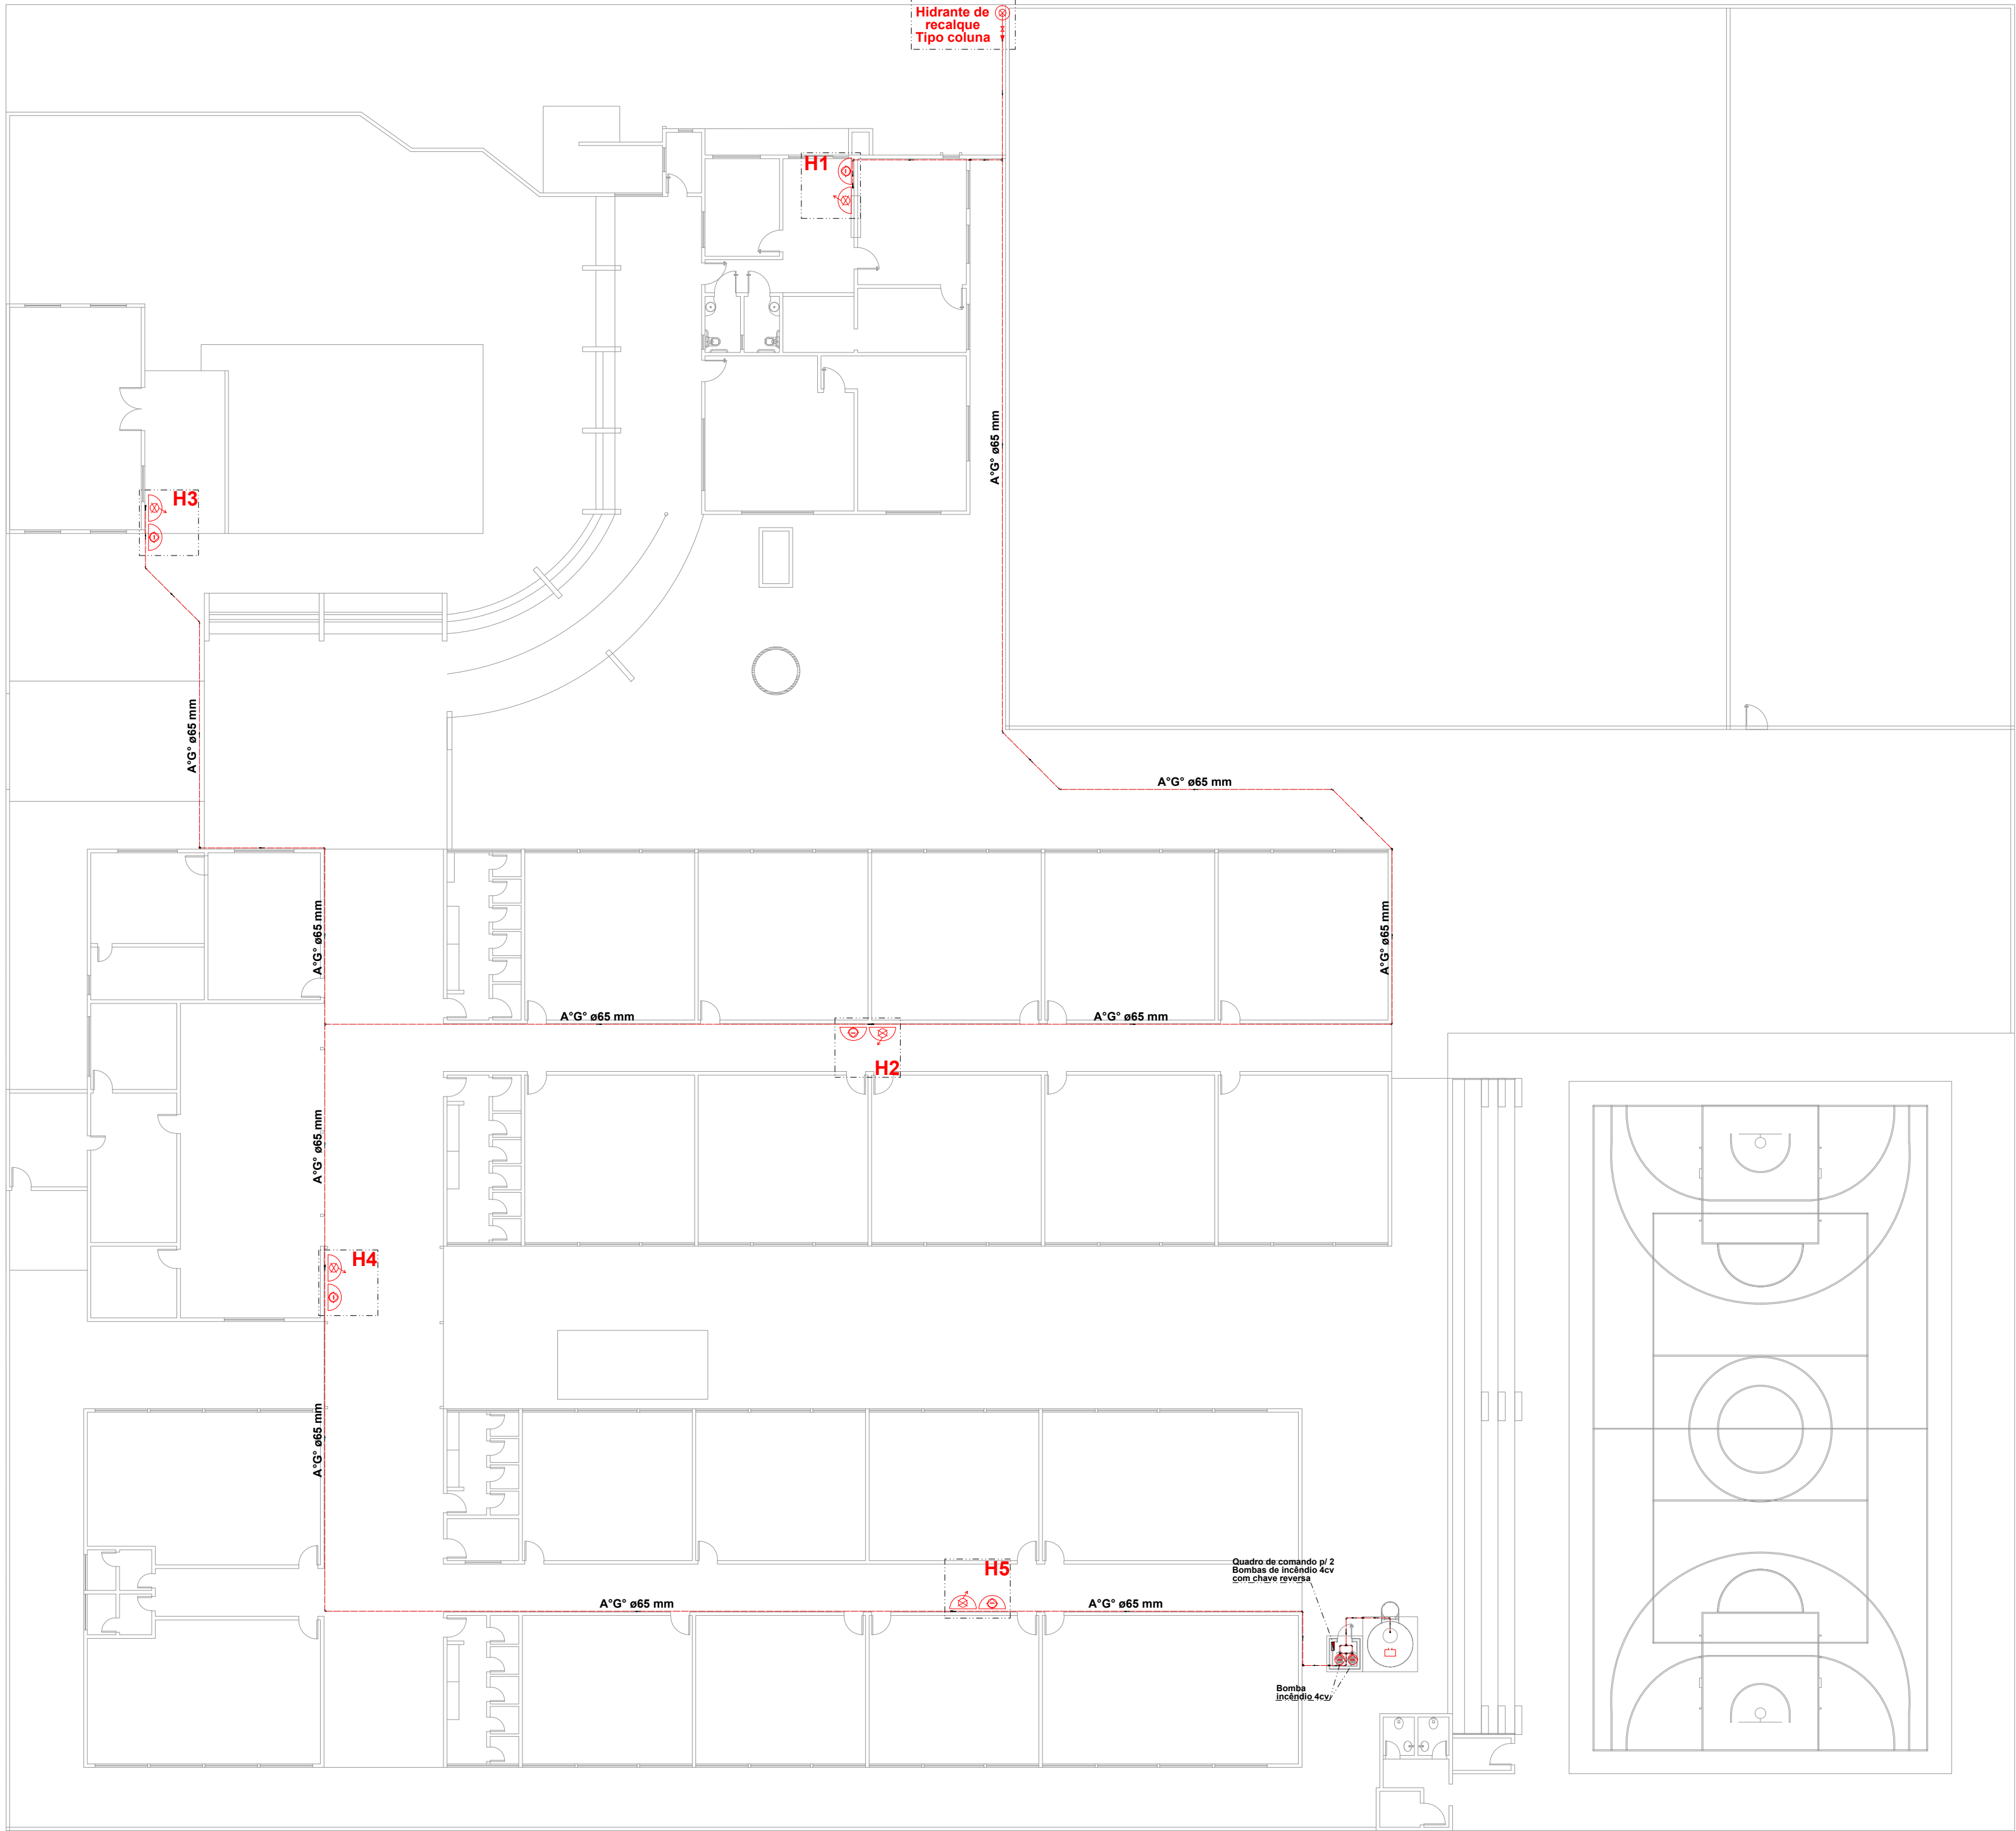 Hidrante de
recalque
Tipo coluna
H1
A°G° ø65 mm
H3
A°G° ø65 mm
A°G° ø65 mm
A°G° ø65 mm
A°G° ø65 mm
A°G° ø65 mm
A°G° ø65 mm
H2
A°G° ø65 mm
H4
A°G° ø65 mm
H5
Quadro de comando p/ 2
Bombas de incêndio 4cv
com chave reversa
A°G° ø65 mm
A°G° ø65 mm
Bomba
incêndio 4cv